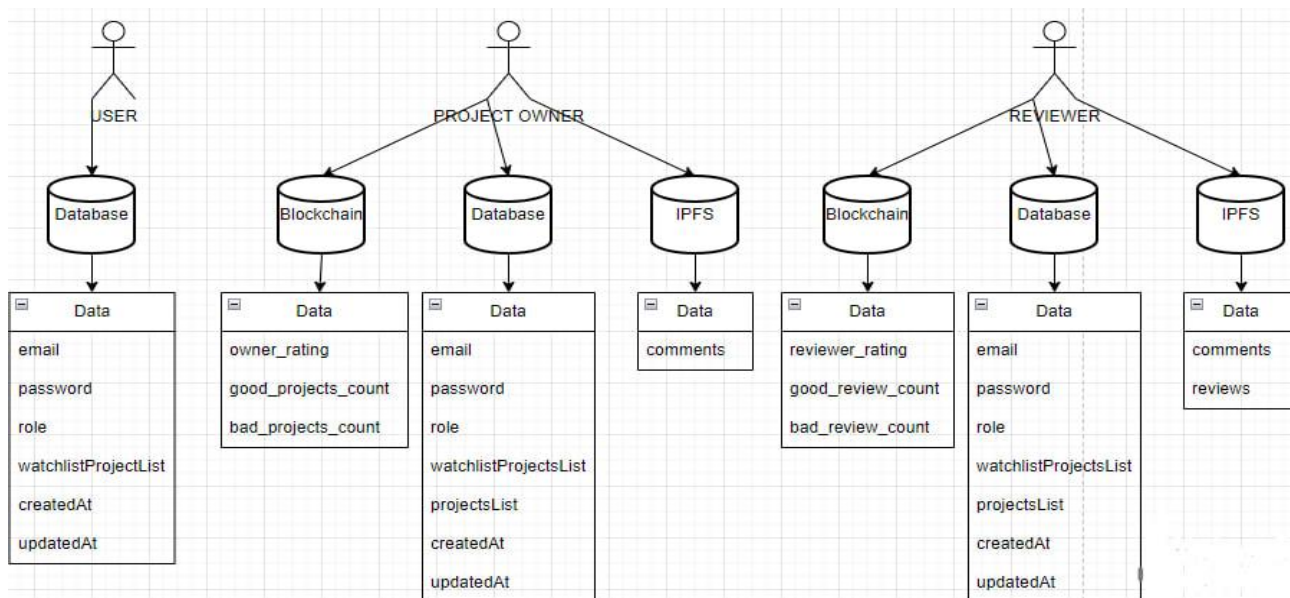 USER
PROJECT OWNER
REVIEWER
Database
Blockchain
Database
IPFS
Blockchain
Database
IPFS
Data
email
password
role
watchlistProjectList
createdAt
updatedAt
Data
owner_rating
good_projects_count
bad_projects_count
Data
email
password
role
watchlistProjectsList
projectsList
createdAt
updatedAt
Data
comments
Data
reviewer_rating
good_review_count
bad_review_count
Data
email
password
role
watchlistProjectsList
projectsList
createdAt
updatedAt
Data
comments
reviews